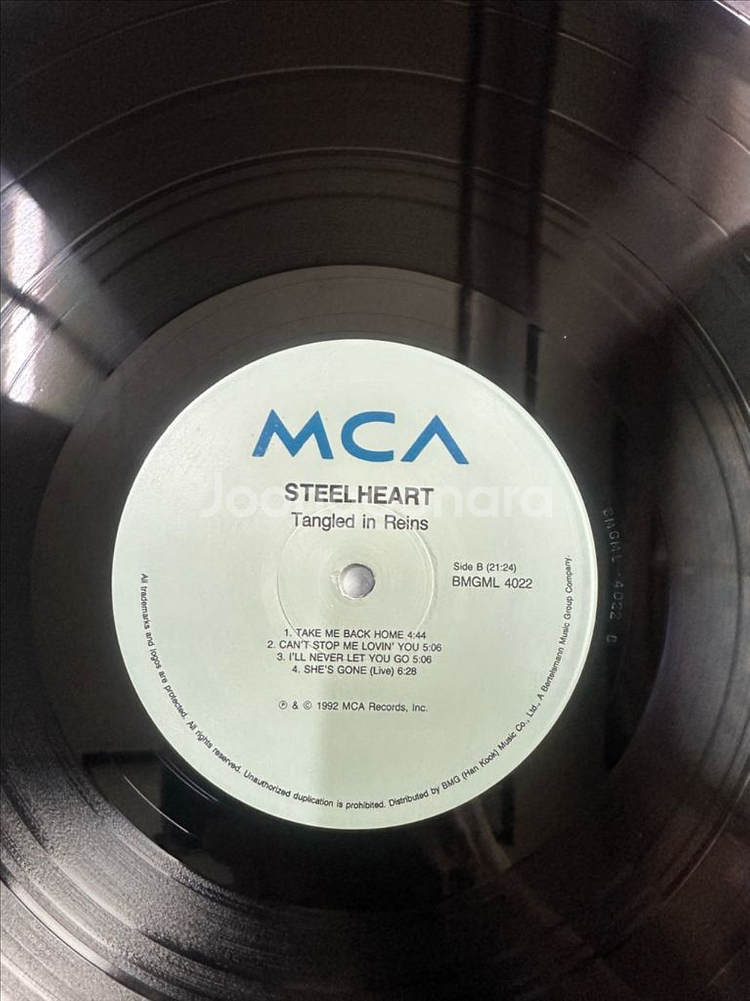 MCA
STEELHEART
Tangled in Reins
Side B (21:24)
BMGML 4022
1. TAKE ME BACK HOME 4:44
2. CAN'T STOP ME LOVIN' YOU 5:06
3. I'LL NEVER LET YOU GO 5:06
4. SHE'S GONE (Live) 6:28
℗ & © 1992 MCA Records, Inc.
All trademarks and logos are protected. All rights reserved. Unauthorized duplication is prohibited. Distributed by BMG (Han Kook) Music Co., Ltd., A Bertelsmann Music Group Company.
BMGML - 4022 B